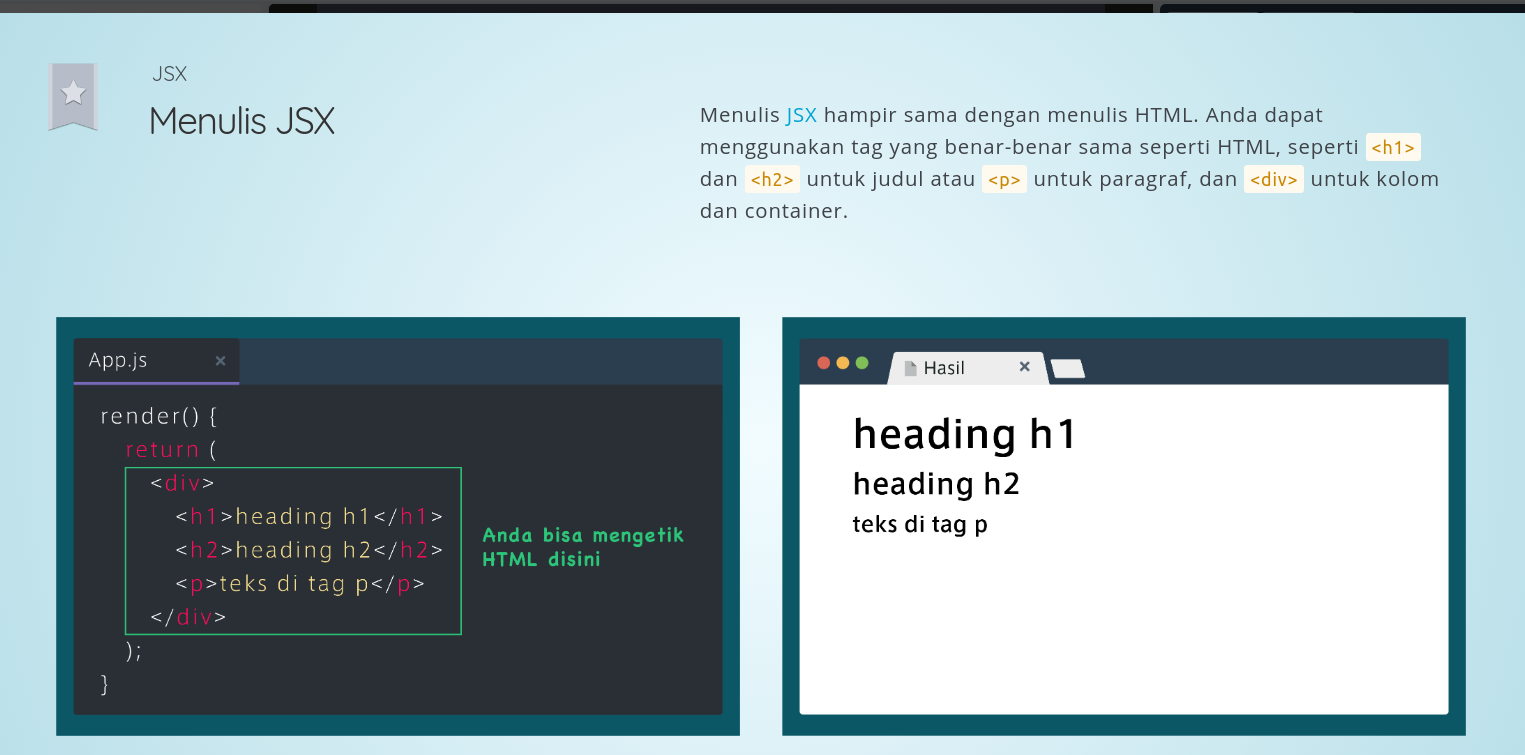 JSX
Menulis JSX
Menulis JSX hampir sama dengan menulis HTML. Anda dapat
menggunakan tag yang benar-benar sama seperti HTML, seperti <h1>
dan <h2> untuk judul atau <p> untuk paragraf, dan <div> untuk kolom
dan container.
App.js ×
render() {
return (
<div>
<h1>heading h1</h1>
<h2>heading h2</h2>
<p>teks di tag p</p>
</div>
);
}
Anda bisa mengetik
HTML disini
Hasil ×
heading h1
heading h2
teks di tag p